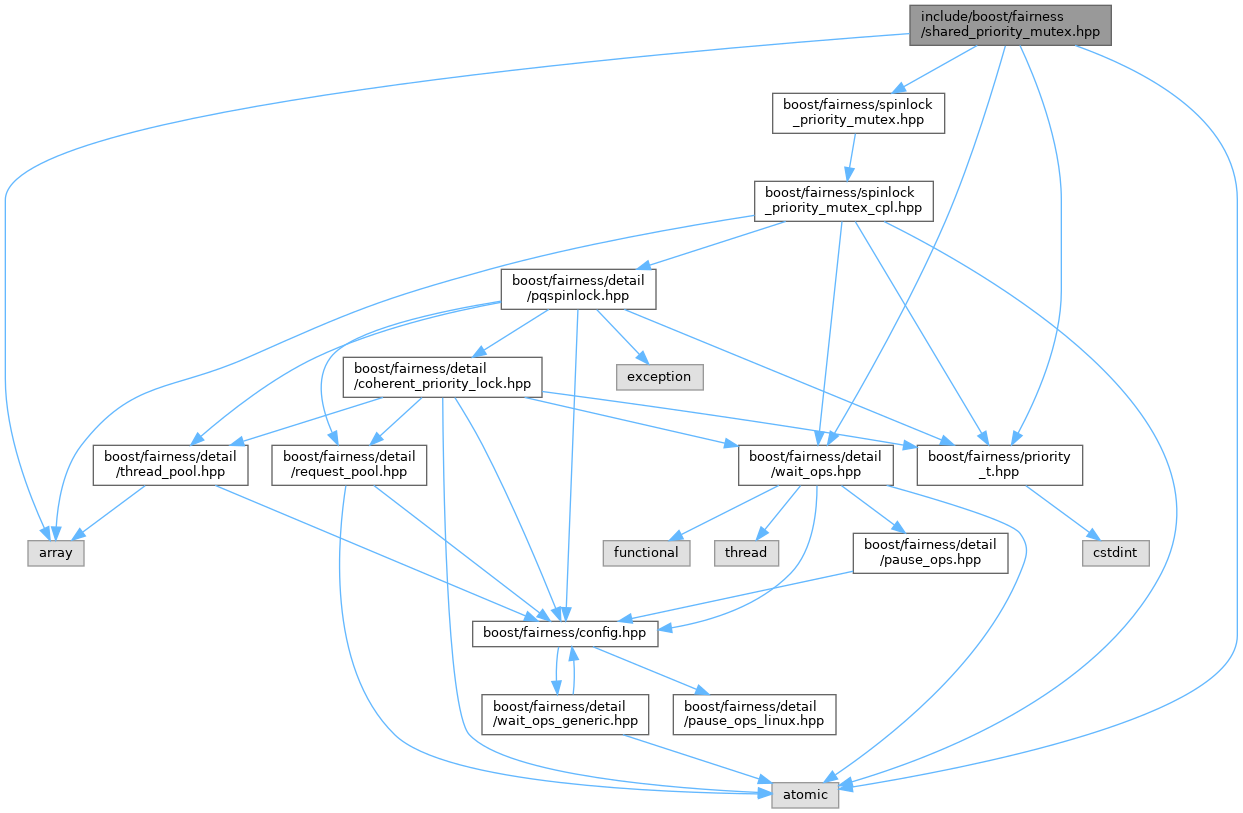 include/boost/fairness
/shared_priority_mutex.hpp
boost/fairness/spinlock
_priority_mutex.hpp
boost/fairness/spinlock
_priority_mutex_cpl.hpp
boost/fairness/detail
/pqspinlock.hpp
boost/fairness/detail
/coherent_priority_lock.hpp
exception
boost/fairness/detail
/thread_pool.hpp
boost/fairness/detail
/request_pool.hpp
boost/fairness/detail
/wait_ops.hpp
boost/fairness/priority
_t.hpp
array
functional
thread
boost/fairness/detail
/pause_ops.hpp
cstdint
boost/fairness/config.hpp
boost/fairness/detail
/wait_ops_generic.hpp
boost/fairness/detail
/pause_ops_linux.hpp
atomic